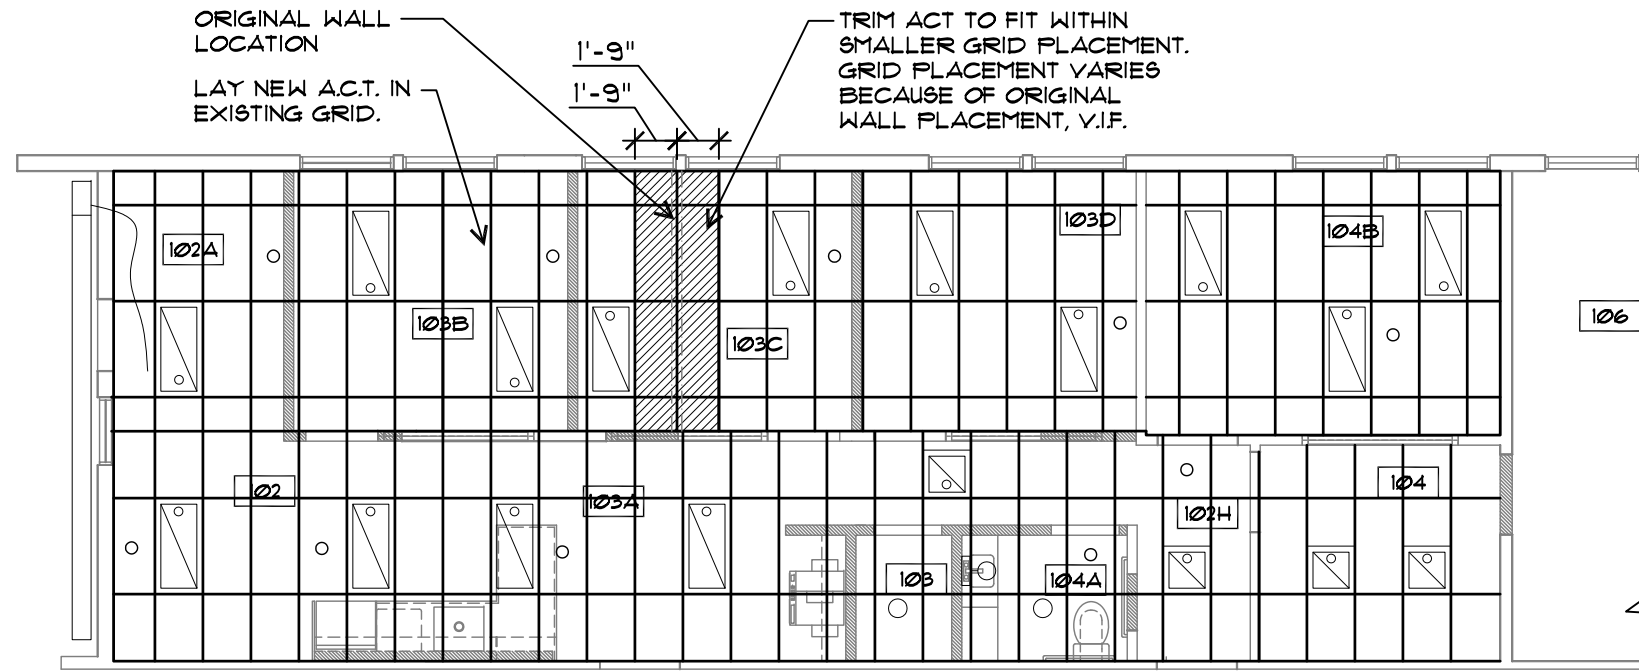 ORIGINAL WALL
LOCATION
LAY NEW A.C.T. IN
EXISTING GRID.
1'-9"
1'-9"
TRIM ACT TO FIT WITHIN
SMALLER GRID PLACEMENT.
GRID PLACEMENT VARIES
BECAUSE OF ORIGINAL
WALL PLACEMENT, V.I.F.
102A
103B
103C
103D
104B
106
102
103A
103
104A
102H
104